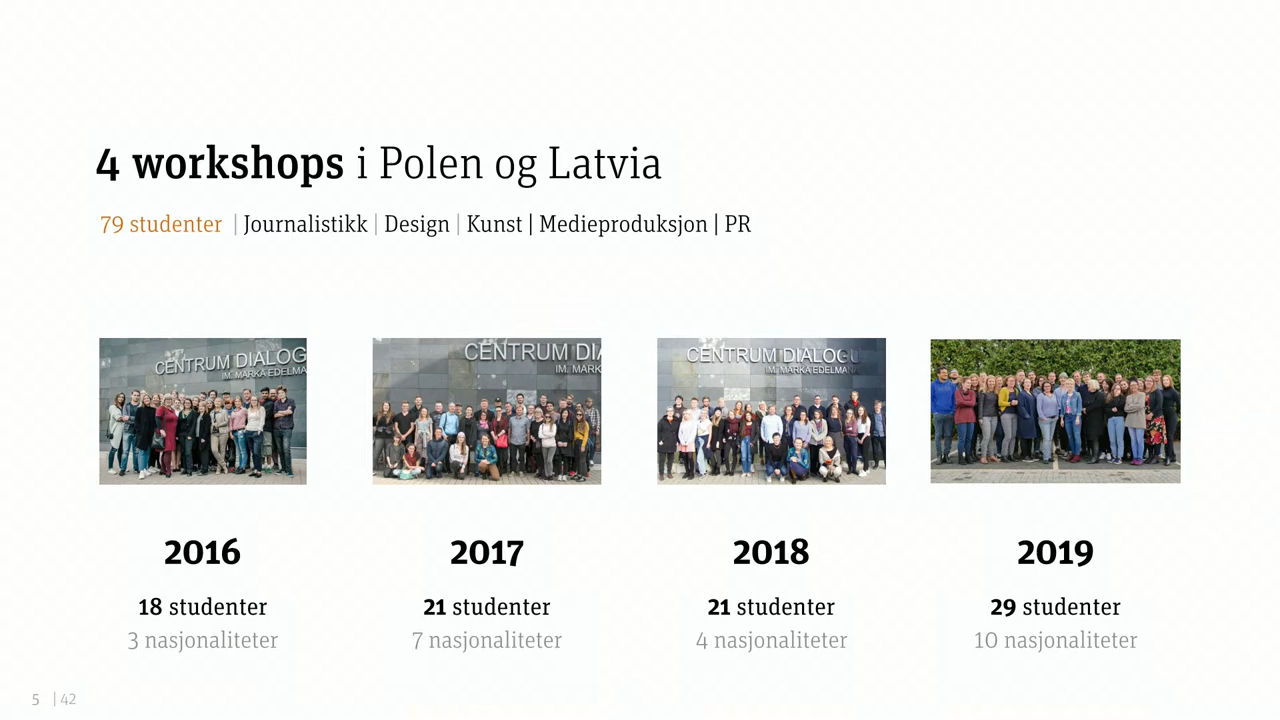 4 workshops i Polen og Latvia
79 studenter | Journalistikk | Design | Kunst | Medieproduksjon | PR
CENTRUM DIALOG
IM. MARKA EDELMA
CENTRUM DIA
IM. MARK
CENTRUM DIALOGU
IM. MARKA EDELMAN
2016
18 studenter
3 nasjonaliteter
2017
21 studenter
7 nasjonaliteter
2018
21 studenter
4 nasjonaliteter
2019
29 studenter
10 nasjonaliteter
5 | 42